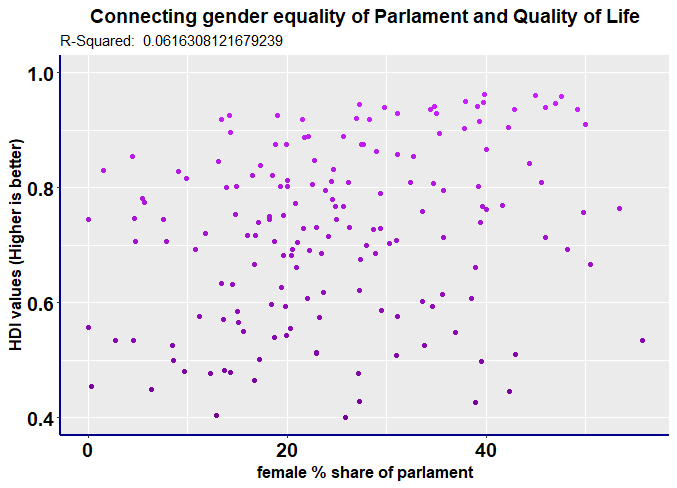 Connecting gender equality of Parlament and Quality of Life
R-Squared:  0.0616308121679239
1.0
0.8
0.6
0.4
HDI values (Higher is better)
0 20 40
female % share of parlament